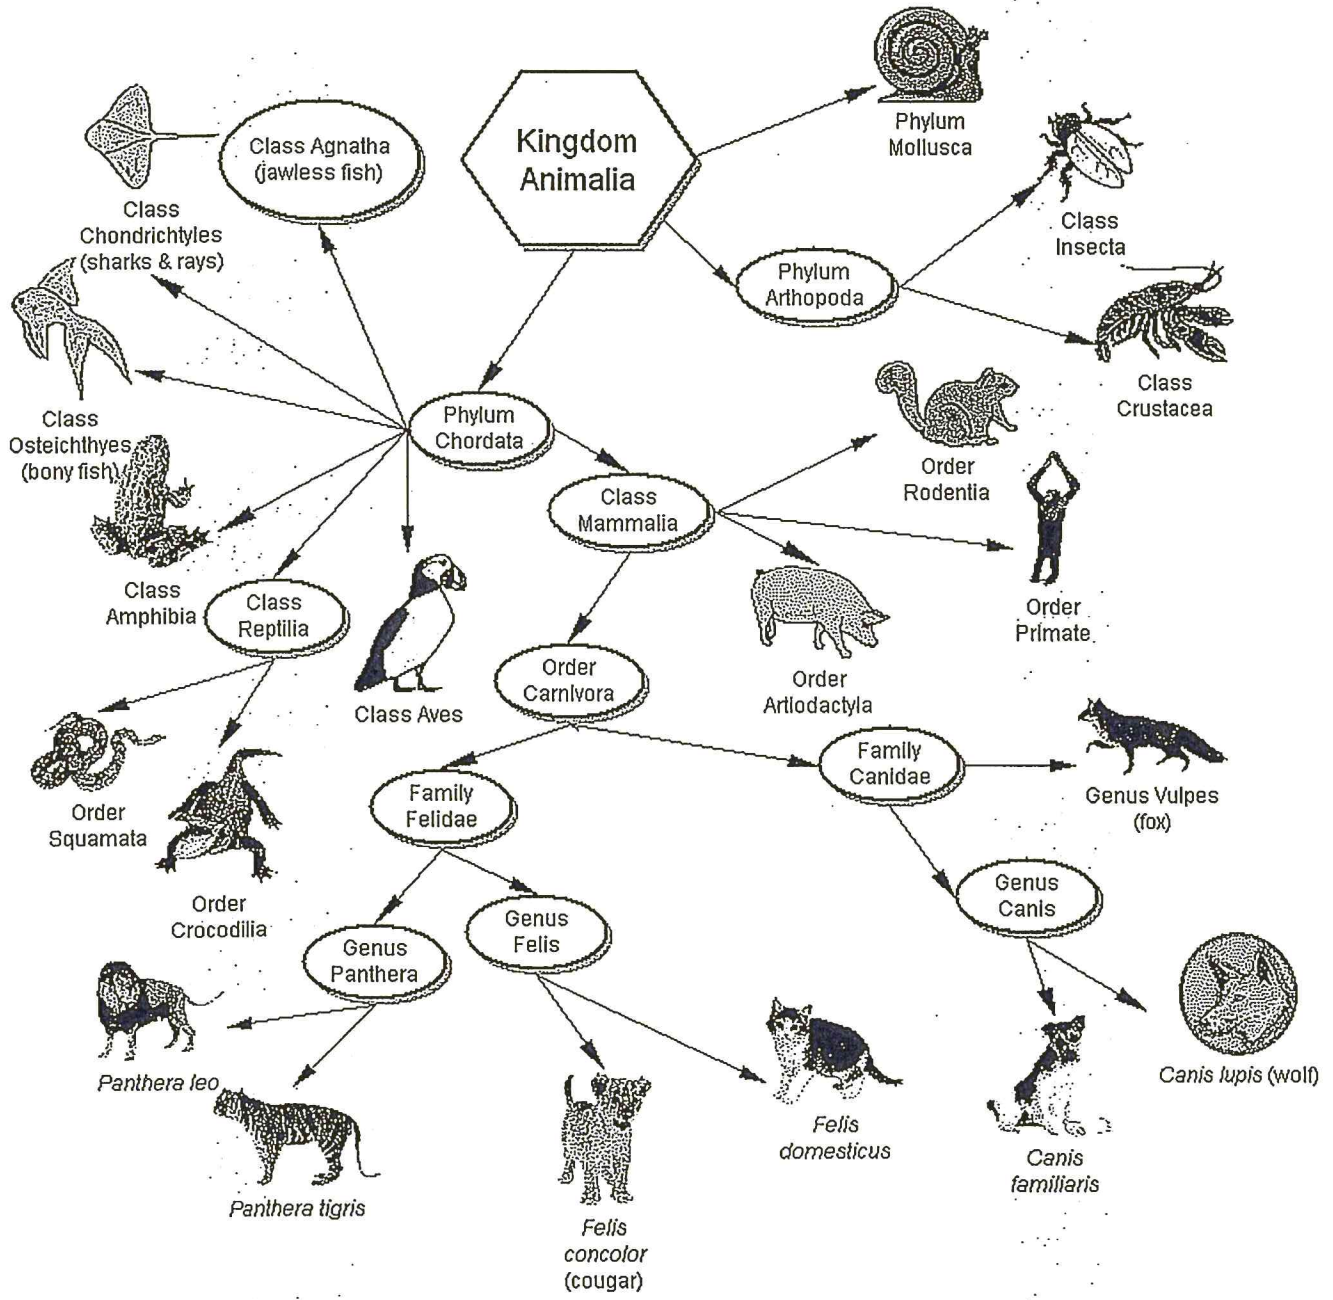 Kingdom
Animalia
Phylum
Mollusca
Class
Insecta
Phylum
Arthopoda
Class
Crustacea
Class Agnatha
(jawless fish)
Class
Chondrichtyles
(sharks & rays)
Class
Osteichthyes
(bony fish)
Class
Amphibia
Class
Reptilia
Class Aves
Order
Squamata
Order
Crocodilia
Phylum
Chordata
Class
Mammalia
Order
Rodentia
Order
Primate
Order
Artiodactyla
Order
Carnivora
Family
Felidae
Family
Canidae
Genus Vulpes
(fox)
Genus
Canis
Genus
Felis
Genus
Panthera
Panthera leo
Panthera tigris
Felis
concolor
(cougar)
Felis
domesticus
Canis
familiaris
Canis lupis (wolf)